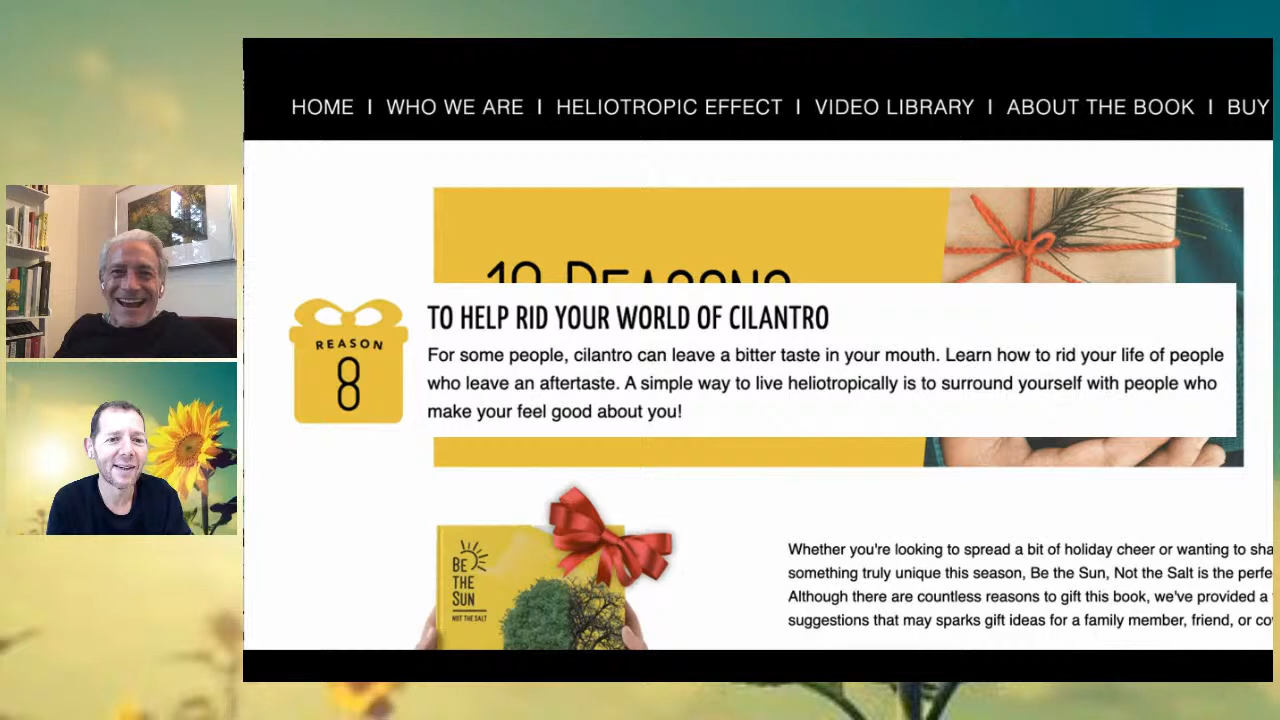 HOME I WHO WE ARE I HELIOTROPIC EFFECT I VIDEO LIBRARY I ABOUT THE BOOK I BUY
REASONS
REASON
8
TO HELP RID YOUR WORLD OF CILANTRO
For some people, cilantro can leave a bitter taste in your mouth. Learn how to rid your life of people
who leave an aftertaste. A simple way to live heliotropically is to surround yourself with people who
make your feel good about you!
BE
THE
SUN
NOT THE SALT
Whether you're looking to spread a bit of holiday cheer or wanting to sha
something truly unique this season, Be the Sun, Not the Salt is the perfe
Although there are countless reasons to gift this book, we've provided a
suggestions that may sparks gift ideas for a family member, friend, or co